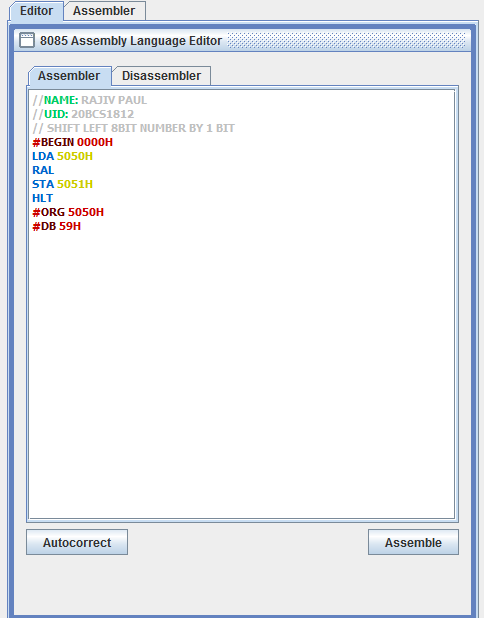 Editor Assembler
8085 Assembly Language Editor
Assembler Disassembler
//NAME: RAJIV PAUL
//UID: 20BCS1812
// SHIFT LEFT 8BIT NUMBER BY 1 BIT
#BEGIN 0000H
LDA 5050H
RAL
STA 5051H
HLT
#ORG 5050H
#DB 59H
Autocorrect Assemble